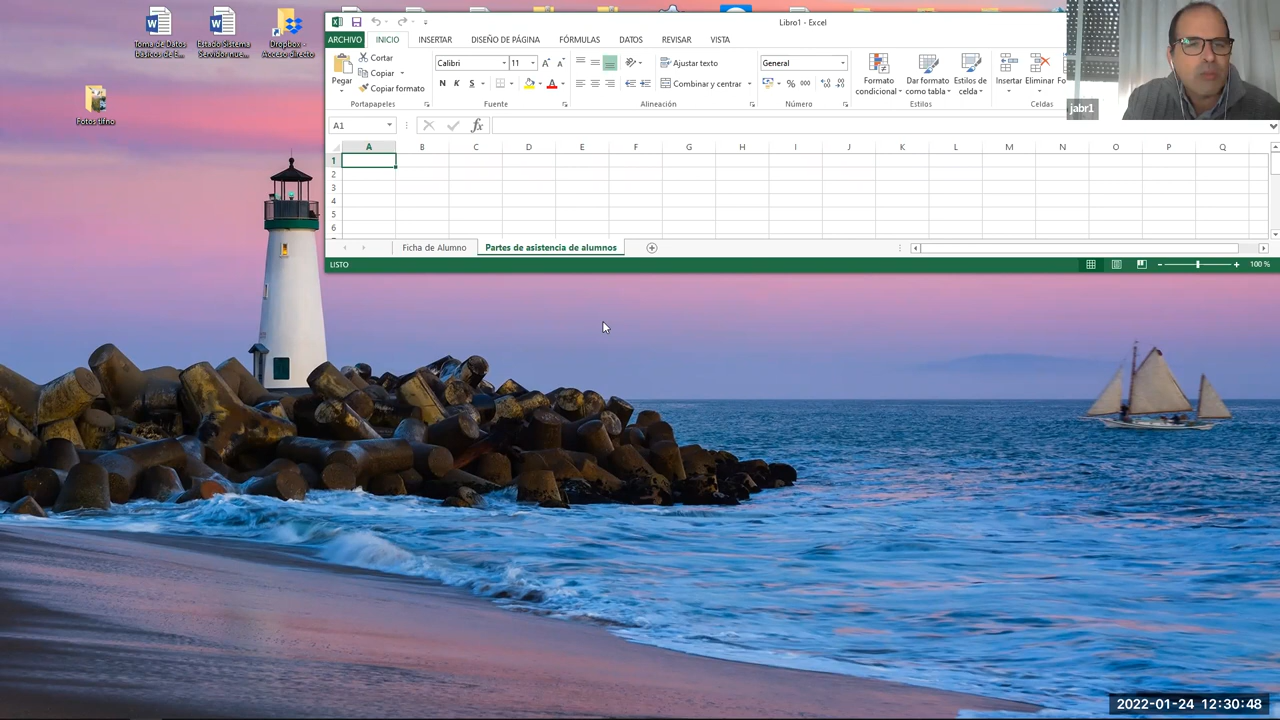 Toma de Datos
Estado Sistema
Dropbox -
Acceso directo
Fotos tlfno
Libro1 - Excel
ARCHIVO INICIO INSERTAR DISEÑO DE PÁGINA FÓRMULAS DATOS REVISAR VISTA
Pegar
Cortar
Copiar
Copiar formato
Portapapeles
Calibri 11
N K S
Fuente
Ajustar texto
Combinar y centrar
Alineación
General
% 000
Número
Formato condicional
Dar formato como tabla
Estilos de celda
Estilos
Insertar Eliminar Fo
Celdas
jabr1
A1 fx
A B C D E F G H I J K L M N O P Q
1
2
3
4
5
6
Ficha de Alumno Partes de asistencia de alumnos
LISTO 100 %
2022-01-24 12:30:48